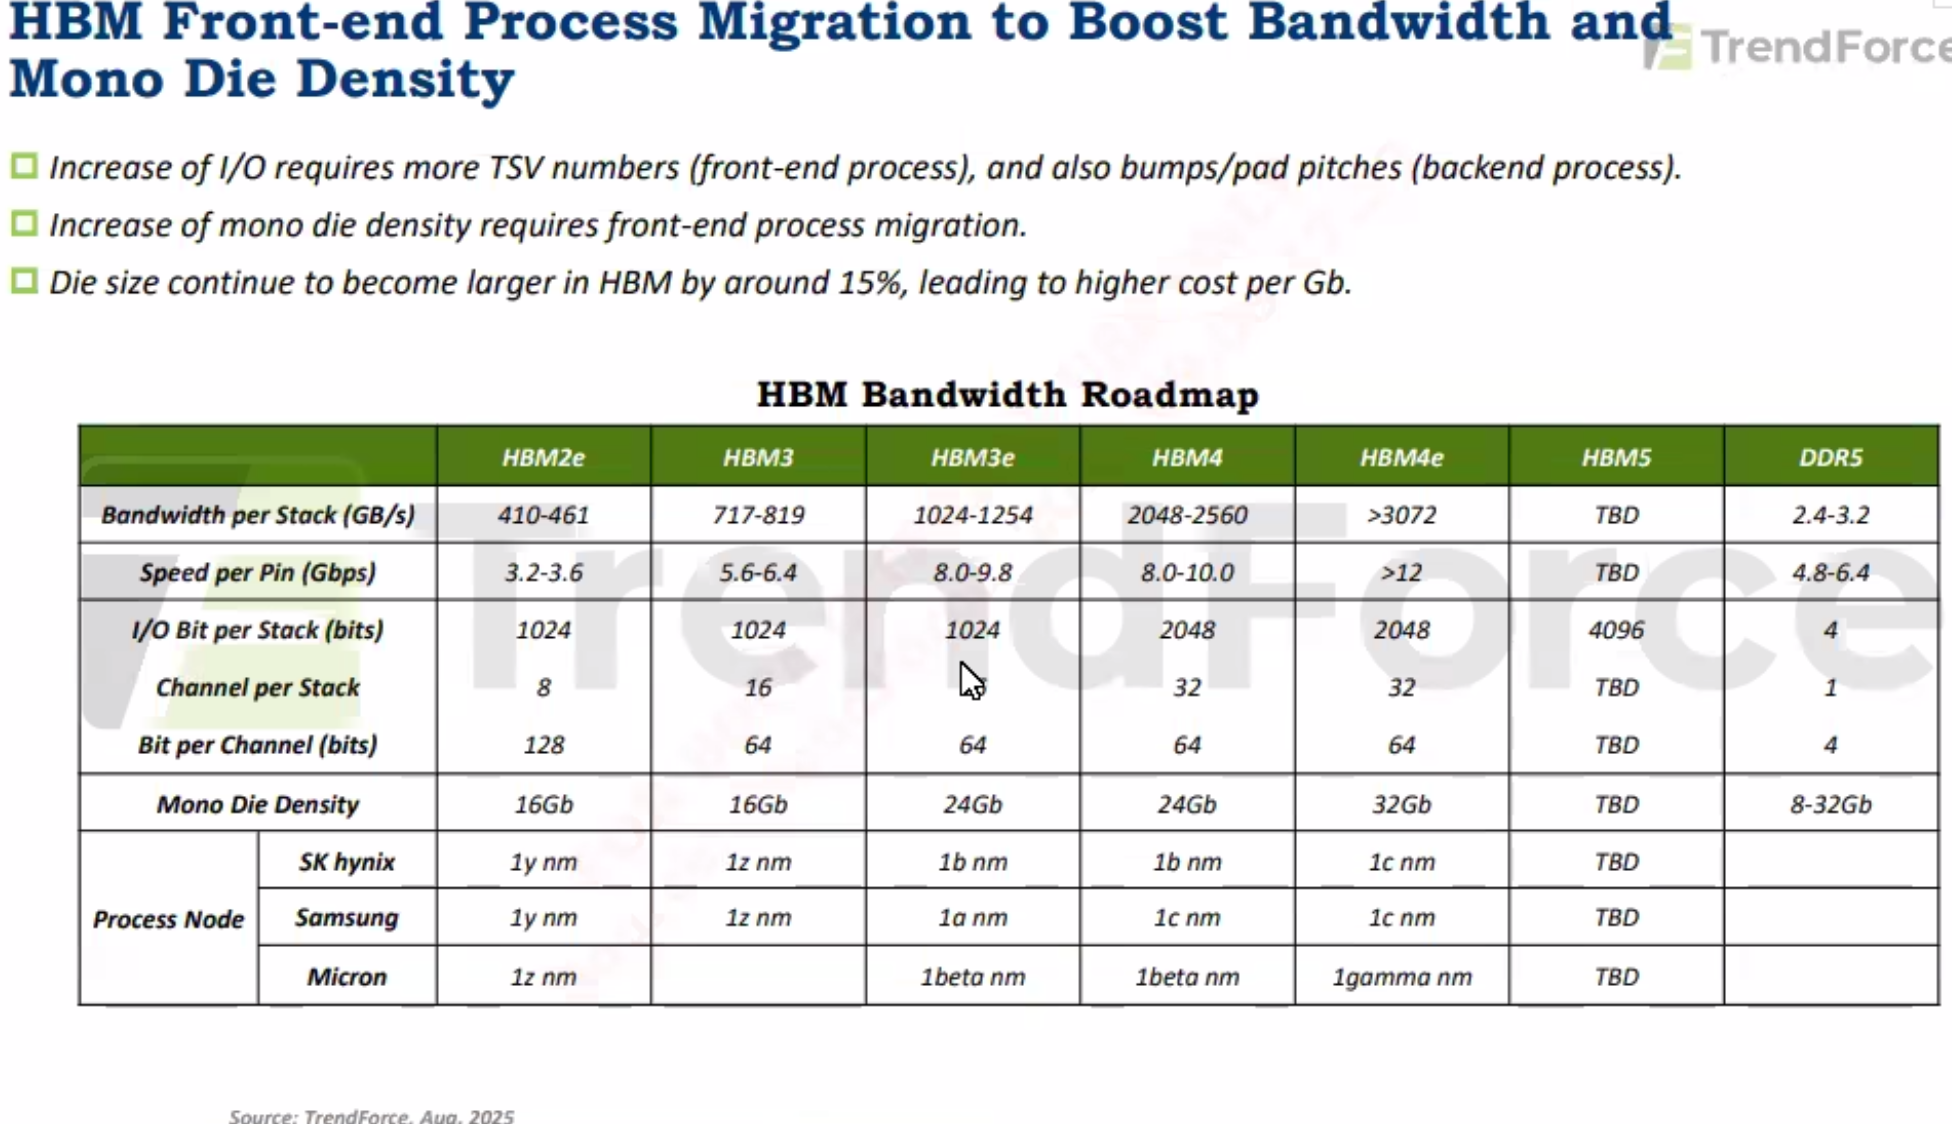 HBM Front-end Process Migration to Boost Bandwidth and
Mono Die Density
TrendForce
Increase of I/O requires more TSV numbers (front-end process), and also bumps/pad pitches (backend process).
Increase of mono die density requires front-end process migration.
Die size continue to become larger in HBM by around 15%, leading to higher cost per Gb.
HBM Bandwidth Roadmap
HBM2e HBM3 HBM3e HBM4 HBM4e HBM5 DDR5
Bandwidth per Stack (GB/s) 410-461 717-819 1024-1254 2048-2560 >3072 TBD 2.4-3.2
Speed per Pin (Gbps) 3.2-3.6 5.6-6.4 8.0-9.8 8.0-10.0 >12 TBD 4.8-6.4
I/O Bit per Stack (bits) 1024 1024 1024 2048 2048 4096 4
Channel per Stack 8 16 32 32 TBD 1
Bit per Channel (bits) 128 64 64 64 64 TBD 4
Mono Die Density 16Gb 16Gb 24Gb 24Gb 32Gb TBD 8-32Gb
Process Node
SK hynix 1y nm 1z nm 1b nm 1b nm 1c nm TBD
Samsung 1y nm 1z nm 1a nm 1c nm 1c nm TBD
Micron 1z nm 1beta nm 1beta nm 1gamma nm TBD
TrendForce
Source: TrendForce, Aug, 2025